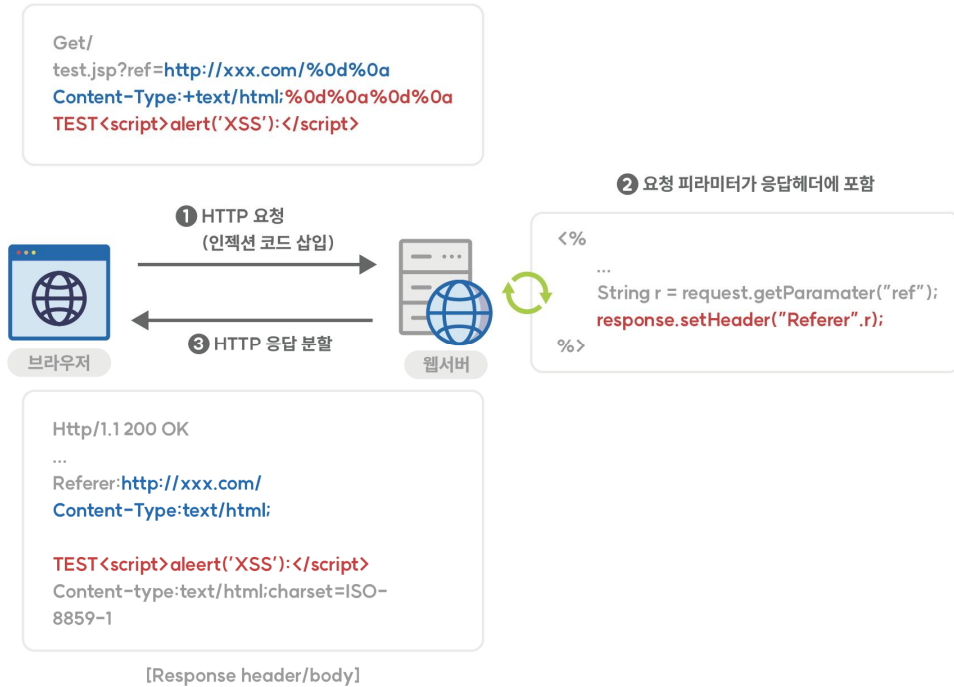 Get/
test.jsp?ref=http://xxx.com/%0d%0a
Content-Type:+text/html;%0d%0a%0d%0a
TEST<script>alert('XSS'):</script>
❶ HTTP 요청
(인젝션 코드 삽입)
❷ 요청 피라미터가 응답헤더에 포함
<%
...
String r = request.getParamater("ref");
response.setHeader("Referer".r);
%>
❸ HTTP 응답 분할
브라우저
웹서버
Http/1.1 200 OK
...
Referer:http://xxx.com/
Content-Type:text/html;
TEST<script>aleert('XSS'):</script>
Content-type:text/html;charset=ISO-
8859-1
[Response header/body]